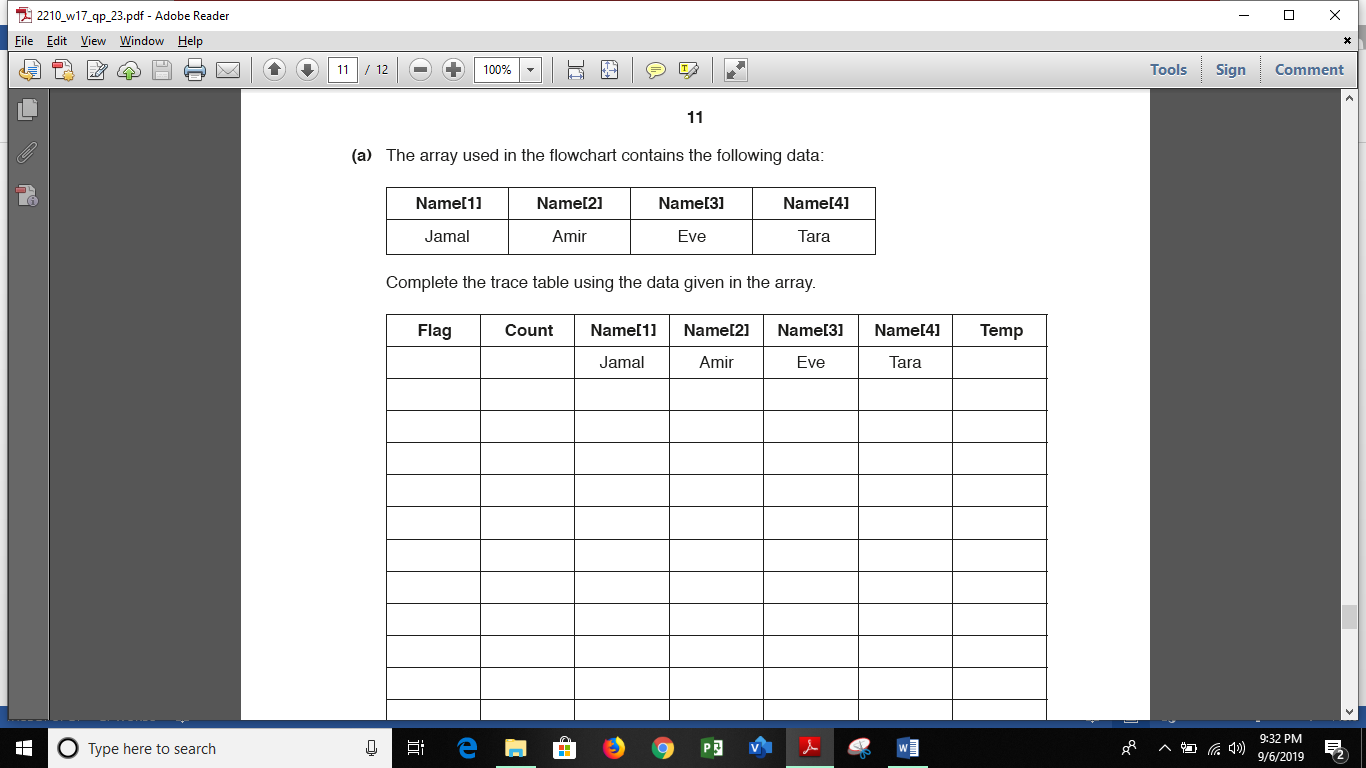 2210_w17_qp_23.pdf - Adobe Reader
File Edit View Window Help
11 / 12 100% Tools Sign Comment
11
(a) The array used in the flowchart contains the following data:
Name[1] Name[2] Name[3] Name[4]
Jamal Amir Eve Tara
Complete the trace table using the data given in the array.
Flag Count Name[1] Name[2] Name[3] Name[4] Temp
Jamal Amir Eve Tara
Type here to search
9:32 PM
9/6/2019
2